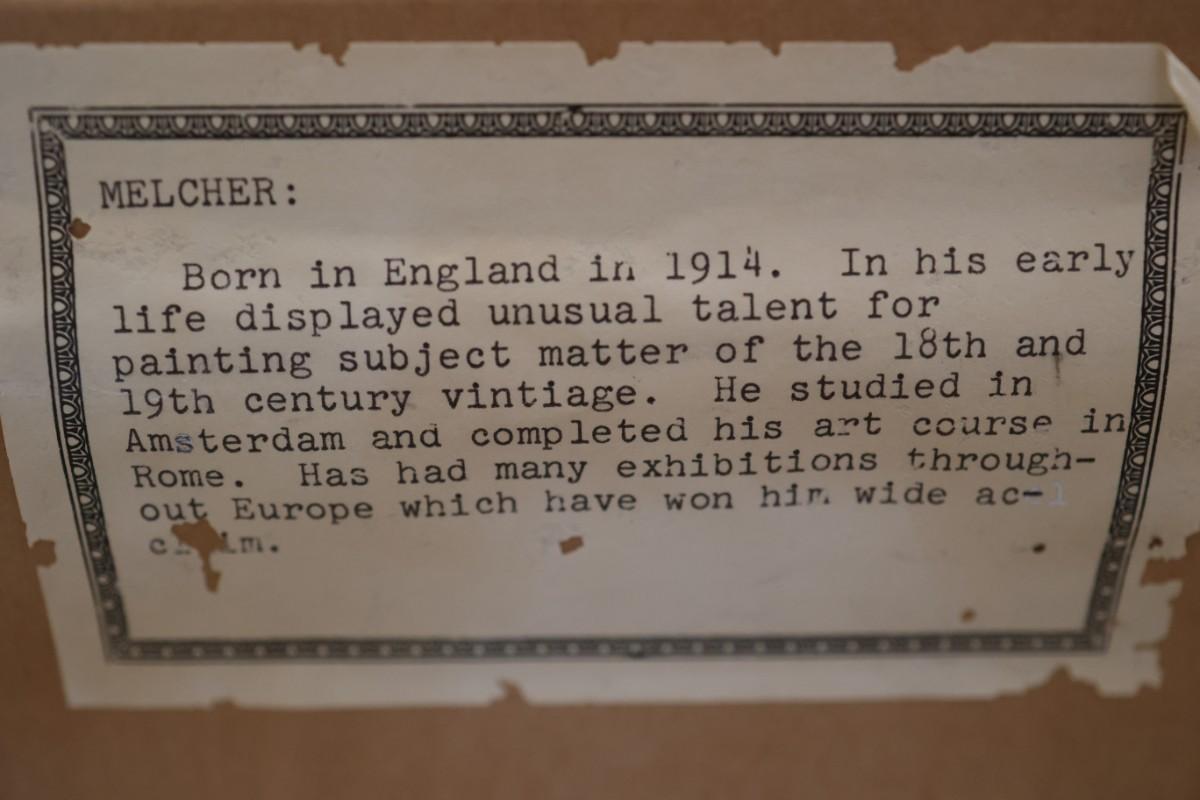 MELCHER:
Born in England in 1914. In his early
life displayed unusual talent for
painting subject matter of the 18th and
19th century vintiage. He studied in
Amsterdam and completed his art course in
Rome. Has had many exhibitions through-
out Europe which have won him wide ac-